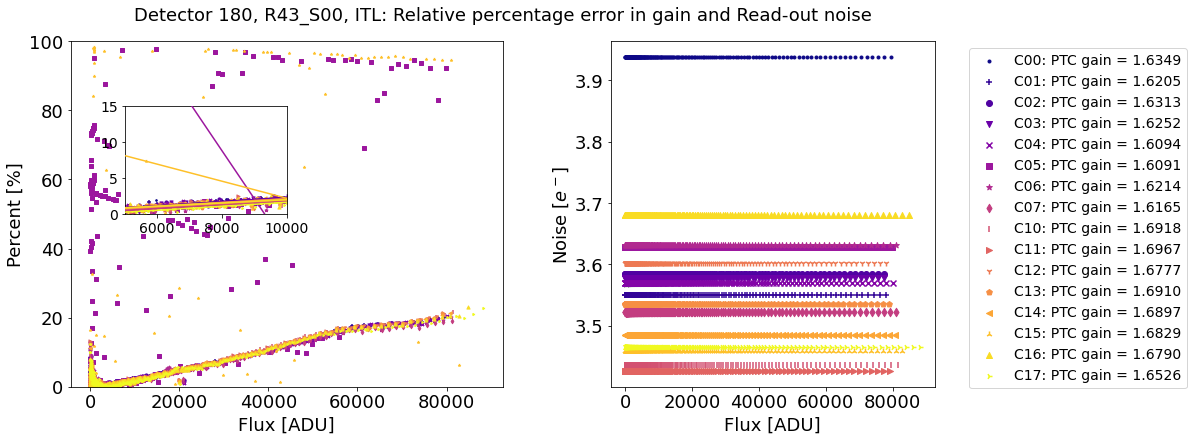 Detector 180, R43_S00, ITL: Relative percentage error in gain and Read-out noise
100
80
60
40
20
0
Percent [%]
0
20000
40000
60000
80000
Flux [ADU]
15
10
5
0
6000
8000
10000
3.9
3.8
3.7
3.6
3.5
Noise [e⁻]
0
20000
40000
60000
80000
Flux [ADU]
C00: PTC gain = 1.6349
C01: PTC gain = 1.6205
C02: PTC gain = 1.6313
C03: PTC gain = 1.6252
C04: PTC gain = 1.6094
C05: PTC gain = 1.6091
C06: PTC gain = 1.6214
C07: PTC gain = 1.6165
C10: PTC gain = 1.6918
C11: PTC gain = 1.6967
C12: PTC gain = 1.6777
C13: PTC gain = 1.6910
C14: PTC gain = 1.6897
C15: PTC gain = 1.6829
C16: PTC gain = 1.6790
C17: PTC gain = 1.6526